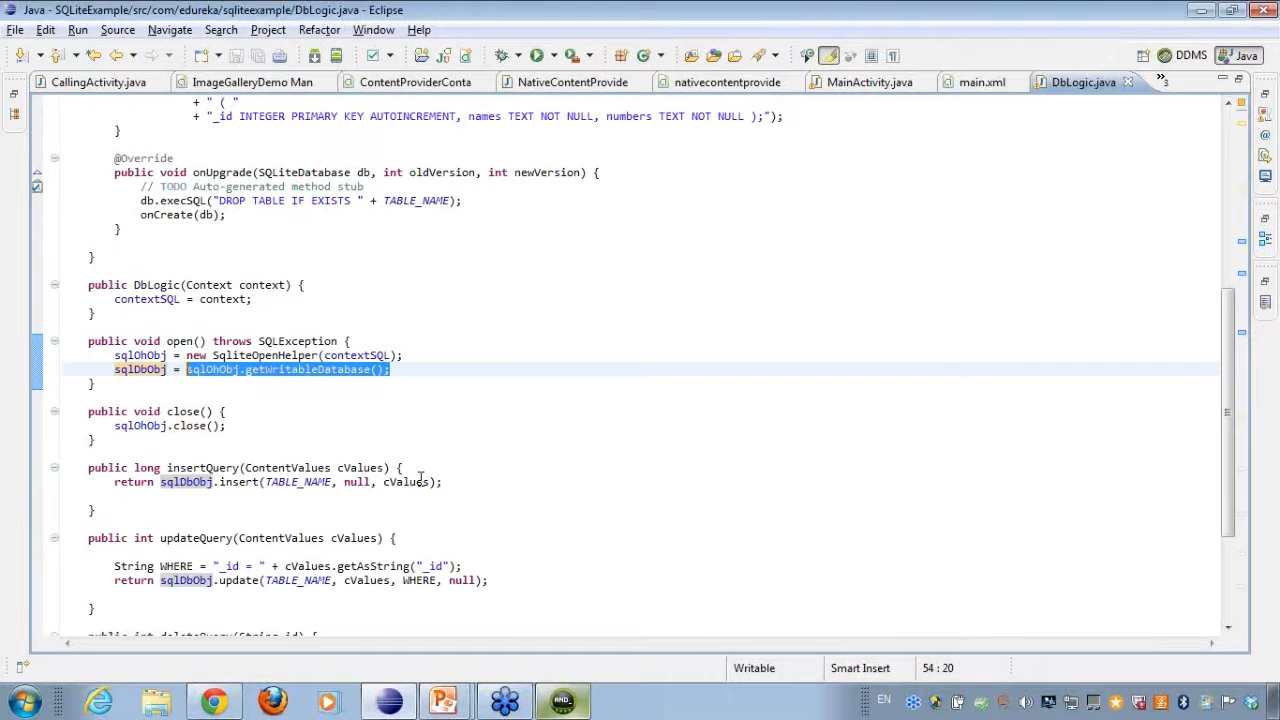 Java - SQLiteExample/src/com/edureka/sqliteexample/DbLogic.java - Eclipse
File Edit Run Source Navigate Search Project Refactor Window Help
DDMS Java
CallingActivity.java ImageGalleryDemo Man ContentProviderConta NativeContentProvide nativecontentprovide MainActivity.java main.xml DbLogic.java »3
+ " ( "
+ "_id INTEGER PRIMARY KEY AUTOINCREMENT, names TEXT NOT NULL, numbers TEXT NOT NULL );");
}
@Override
public void onUpgrade(SQLiteDatabase db, int oldVersion, int newVersion) {
// TODO Auto-generated method stub
db.execSQL("DROP TABLE IF EXISTS " + TABLE_NAME);
onCreate(db);
}
}
public DbLogic(Context context) {
contextSQL = context;
}
public void open() throws SQLException {
sqlOhObj = new SqliteOpenHelper(contextSQL);
sqlDbObj = sqlOhObj.getWritableDatabase();
}
public void close() {
sqlOhObj.close();
}
public long insertQuery(ContentValues cValues) {
return sqlDbObj.insert(TABLE_NAME, null, cValues);
}
public int updateQuery(ContentValues cValues) {
String WHERE = "_id = " + cValues.getAsString("_id");
return sqlDbObj.update(TABLE_NAME, cValues, WHERE, null);
}
public int deleteQuery(String id) {
Writable Smart Insert 54 : 20
EN